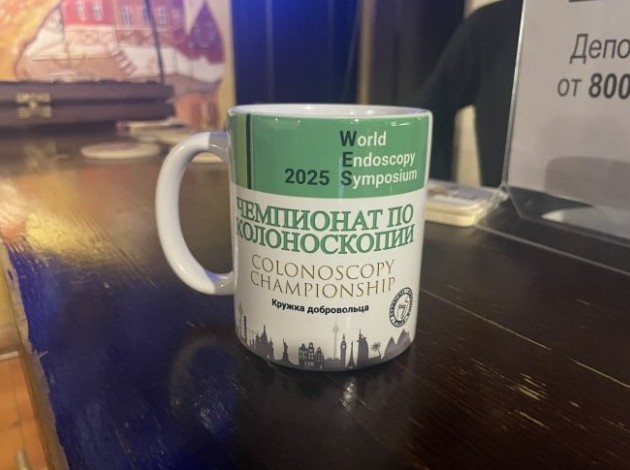 World
Endoscopy
2025 Symposium
ЧЕМПИОНАТ ПО
КОЛОНОСКОПИИ
COLONOSCOPY
CHAMPIONSHIP
Кружка добровольца
Депо
от 800